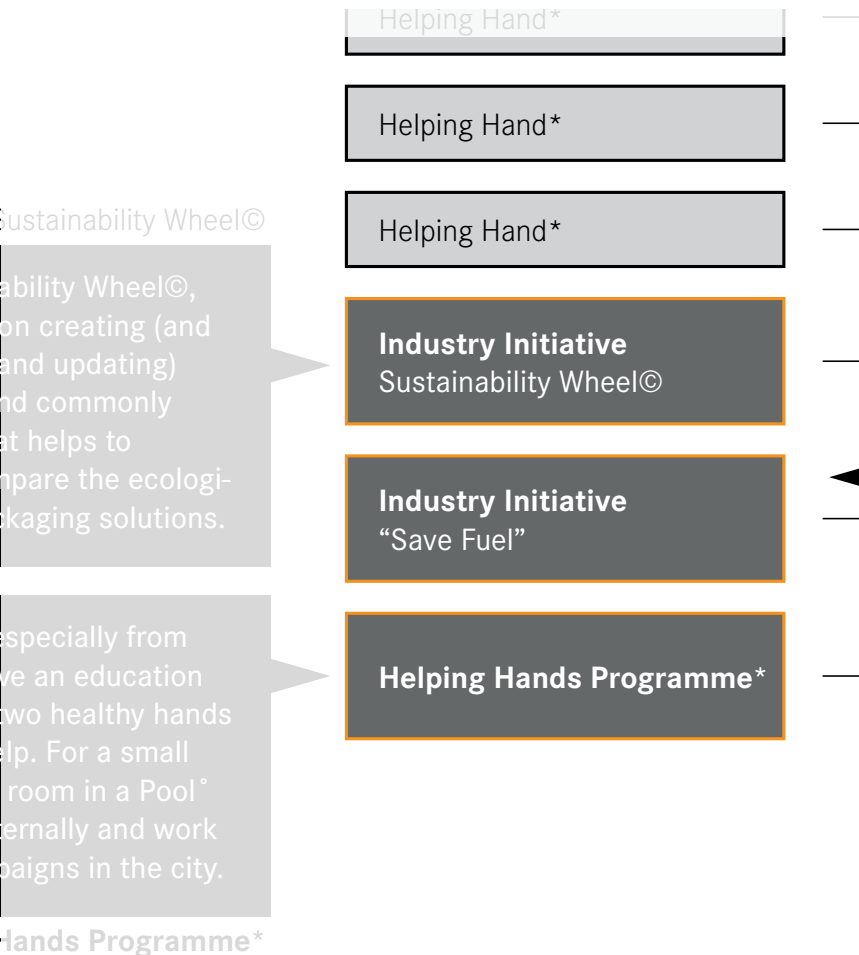 Helping Hand*
Helping Hand*
Helping Hand*
Sustainability Wheel©
ability Wheel©,
on creating (and
and updating)
nd commonly
at helps to
mpare the ecologi-
ckaging solutions.
Industry Initiative
Sustainability Wheel©
Industry Initiative
“Save Fuel”
especially from
ve an education
two healthy hands
elp. For a small
room in a Pool°
ternally and work
paigns in the city.
Helping Hands Programme*
Hands Programme*